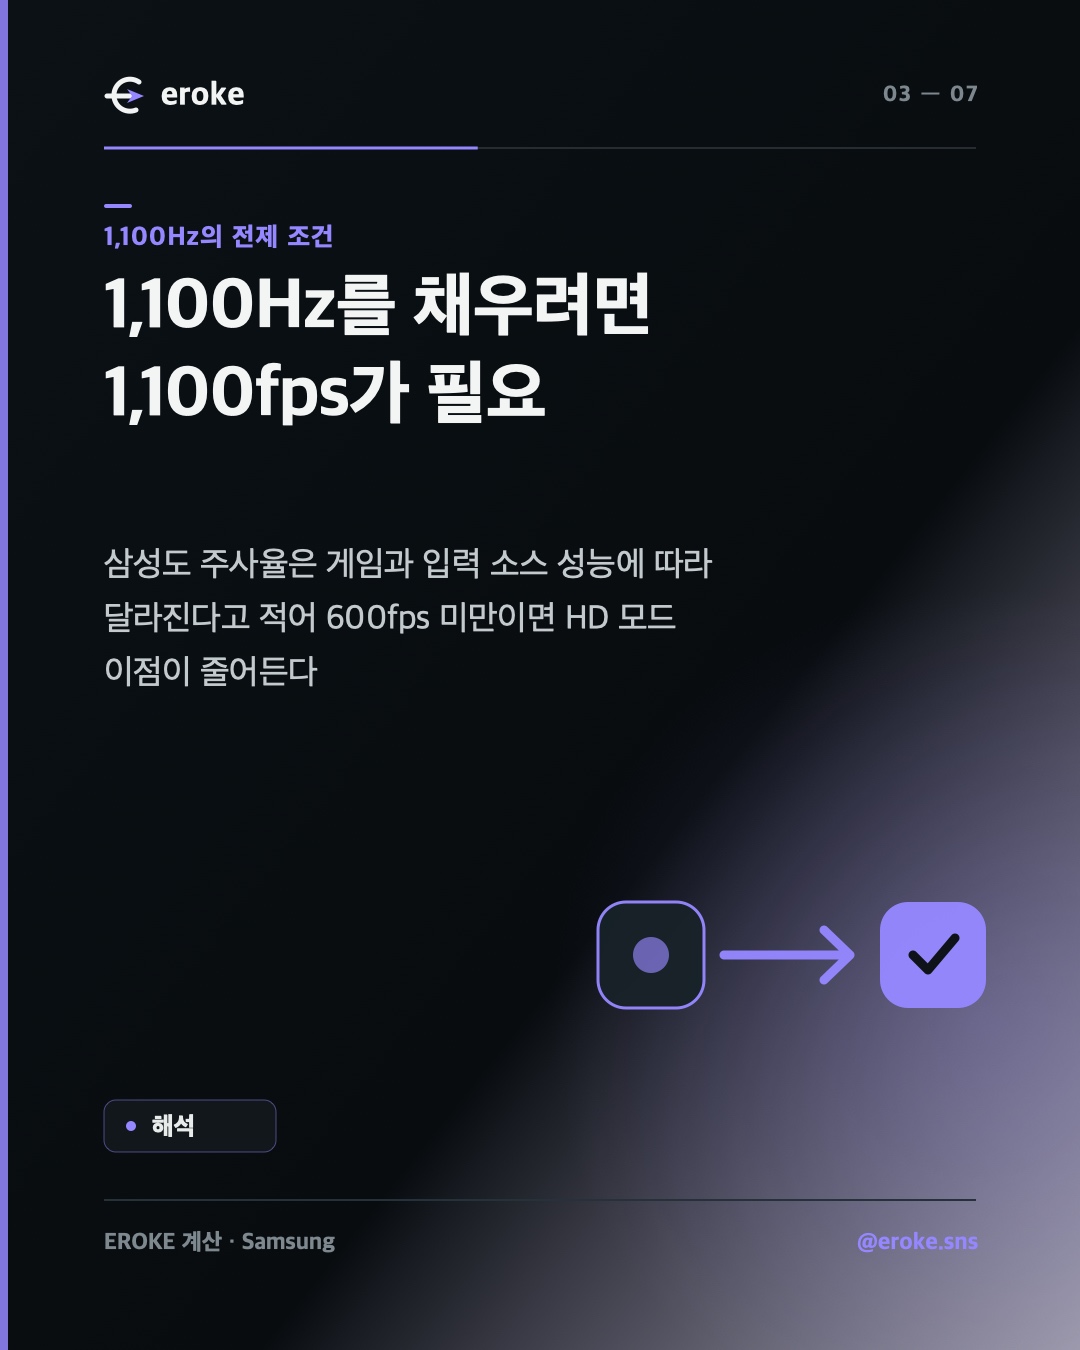 eroke
03 — 07
1,100Hz의 전제 조건
1,100Hz를 채우려면
1,100fps가 필요
삼성도 주사율은 게임과 입력 소스 성능에 따라
달라진다고 적어 600fps 미만이면 HD 모드
이점이 줄어든다
해석
EROKE 계산 · Samsung
@eroke.sns